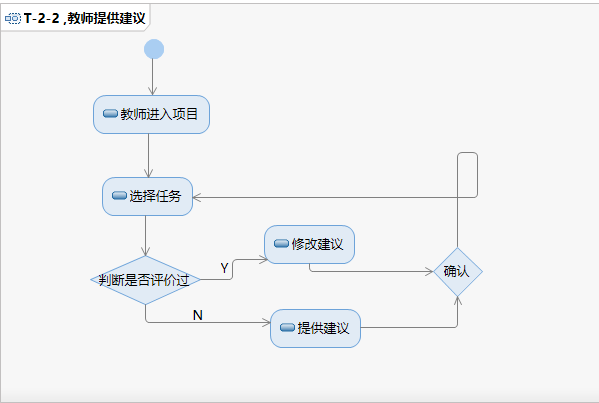 T-2-2 ,教师提供建议
教师进入项目
选择任务
修改建议
判断是否评价过
Y
确认
N
提供建议